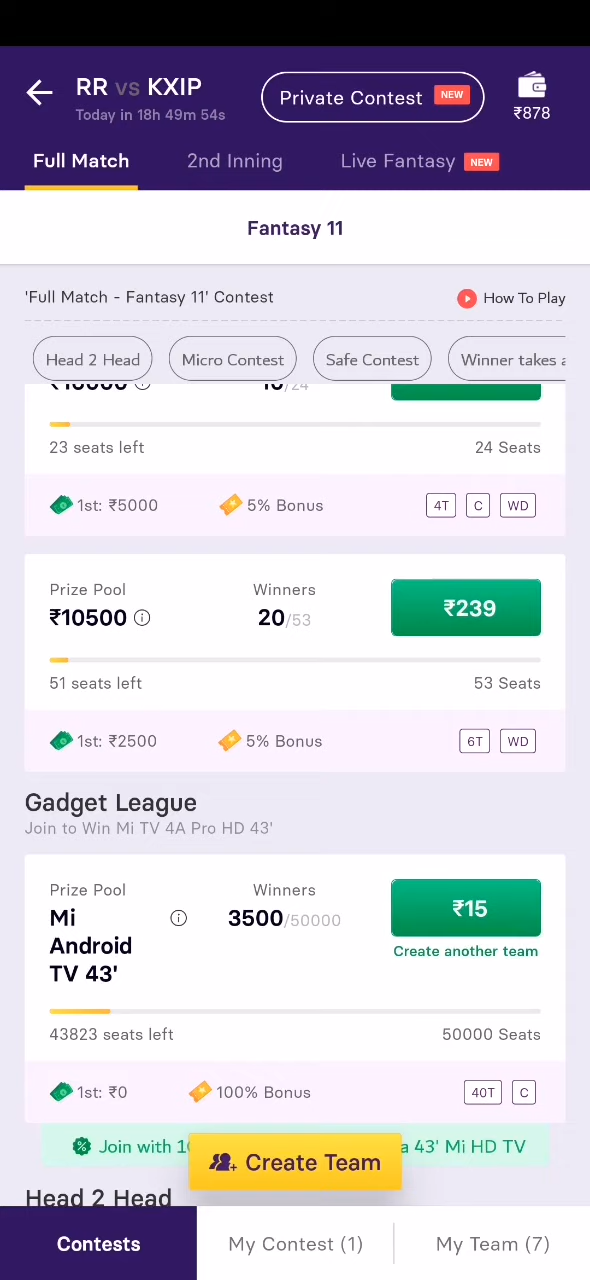 RR vs KXIP
Today in 18h 49m 54s
Private Contest NEW
₹878
Full Match
2nd Inning
Live Fantasy NEW
Fantasy 11
'Full Match - Fantasy 11' Contest
How To Play
Head 2 Head
Micro Contest
Safe Contest
Winner takes
23 seats left
24 Seats
1st: ₹5000
5% Bonus
4T
C
WD
Prize Pool
Winners
₹10500
20/53
₹239
51 seats left
53 Seats
1st: ₹2500
5% Bonus
6T
WD
Gadget League
Join to Win Mi TV 4A Pro HD 43'
Prize Pool
Winners
Mi
Android
TV 43'
3500/50000
₹15
Create another team
43823 seats left
50000 Seats
1st: ₹0
100% Bonus
40T
C
Join with
a 43' Mi HD TV
Create Team
Head 2 Head
Contests
My Contest (1)
My Team (7)